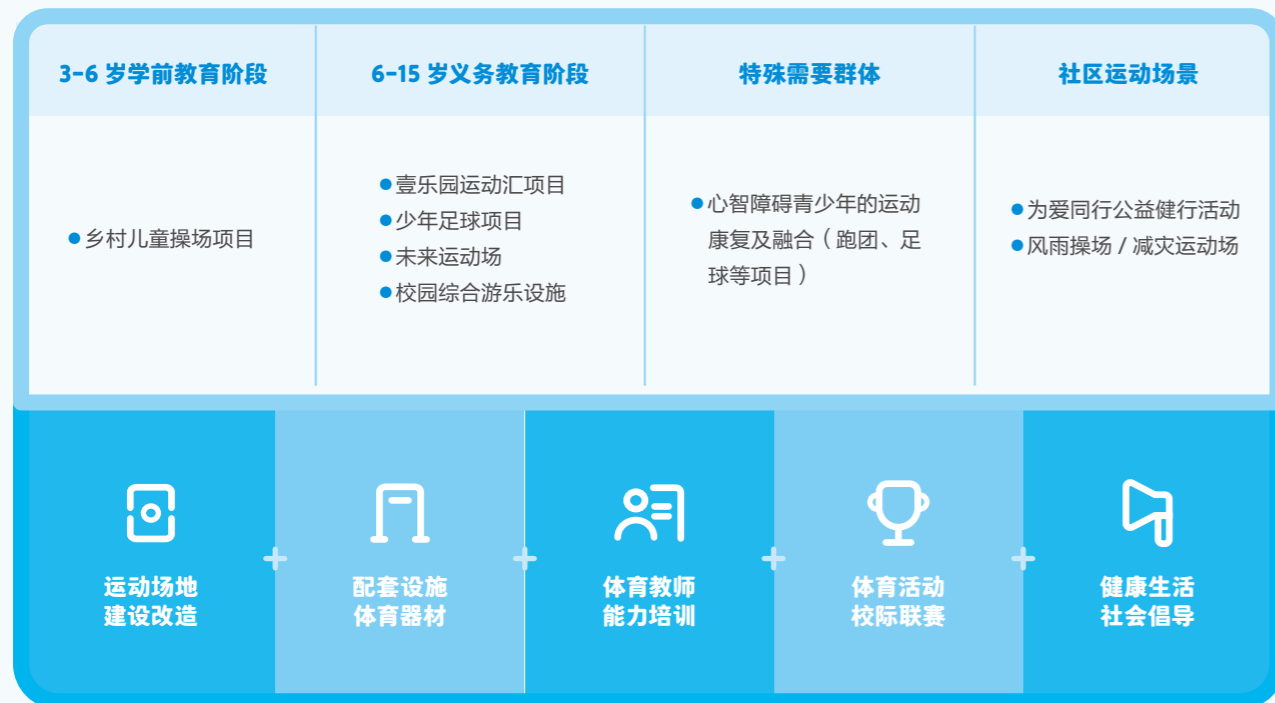 3-6 岁学前教育阶段
6-15 岁义务教育阶段
特殊需要群体
社区运动场景
●乡村儿童操场项目
●壹乐园运动汇项目
●少年足球项目
●未来运动场
●校园综合游乐设施
●心智障碍青少年的运动
康复及融合（跑团、足
球等项目）
●为爱同行公益健行活动
●风雨操场 / 减灾运动场
运动场地
建设改造
+
配套设施
体育器材
+
体育教师
能力培训
+
体育活动
校际联赛
+
健康生活
社会倡导